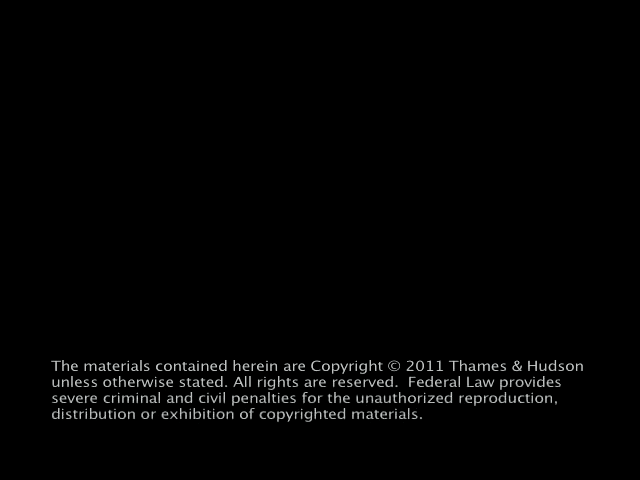 The materials contained herein are Copyright © 2011 Thames & Hudson
unless otherwise stated. All rights are reserved.  Federal Law provides
severe criminal and civil penalties for the unauthorized reproduction,
distribution or exhibition of copyrighted materials.